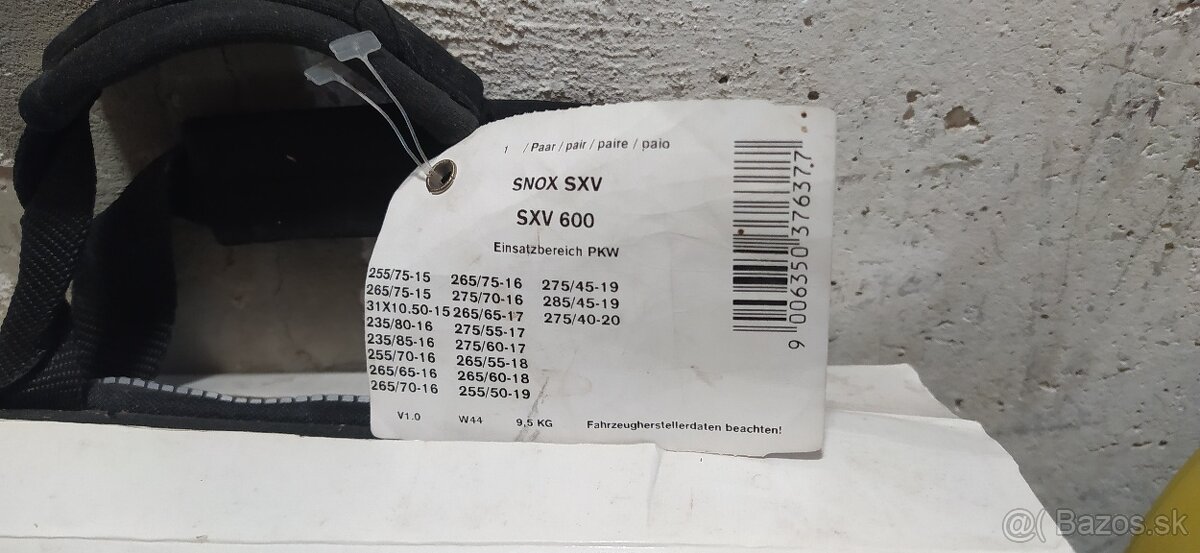 1 / Paar / pair / paire / paio
SNOX SXV
SXV 600
Einsatzbereich PKW
255/75-15
265/75-15
31X10.50-15
235/80-16
235/85-16
255/70-16
265/65-16
265/70-16
265/75-16
275/70-16
265/65-17
275/55-17
275/60-17
265/55-18
265/60-18
255/50-19
275/45-19
285/45-19
275/40-20
V1.0 W44 9,5 KG Fahrzeugherstellerdaten beachten!
9 006350 376377
@( Bazos.sk